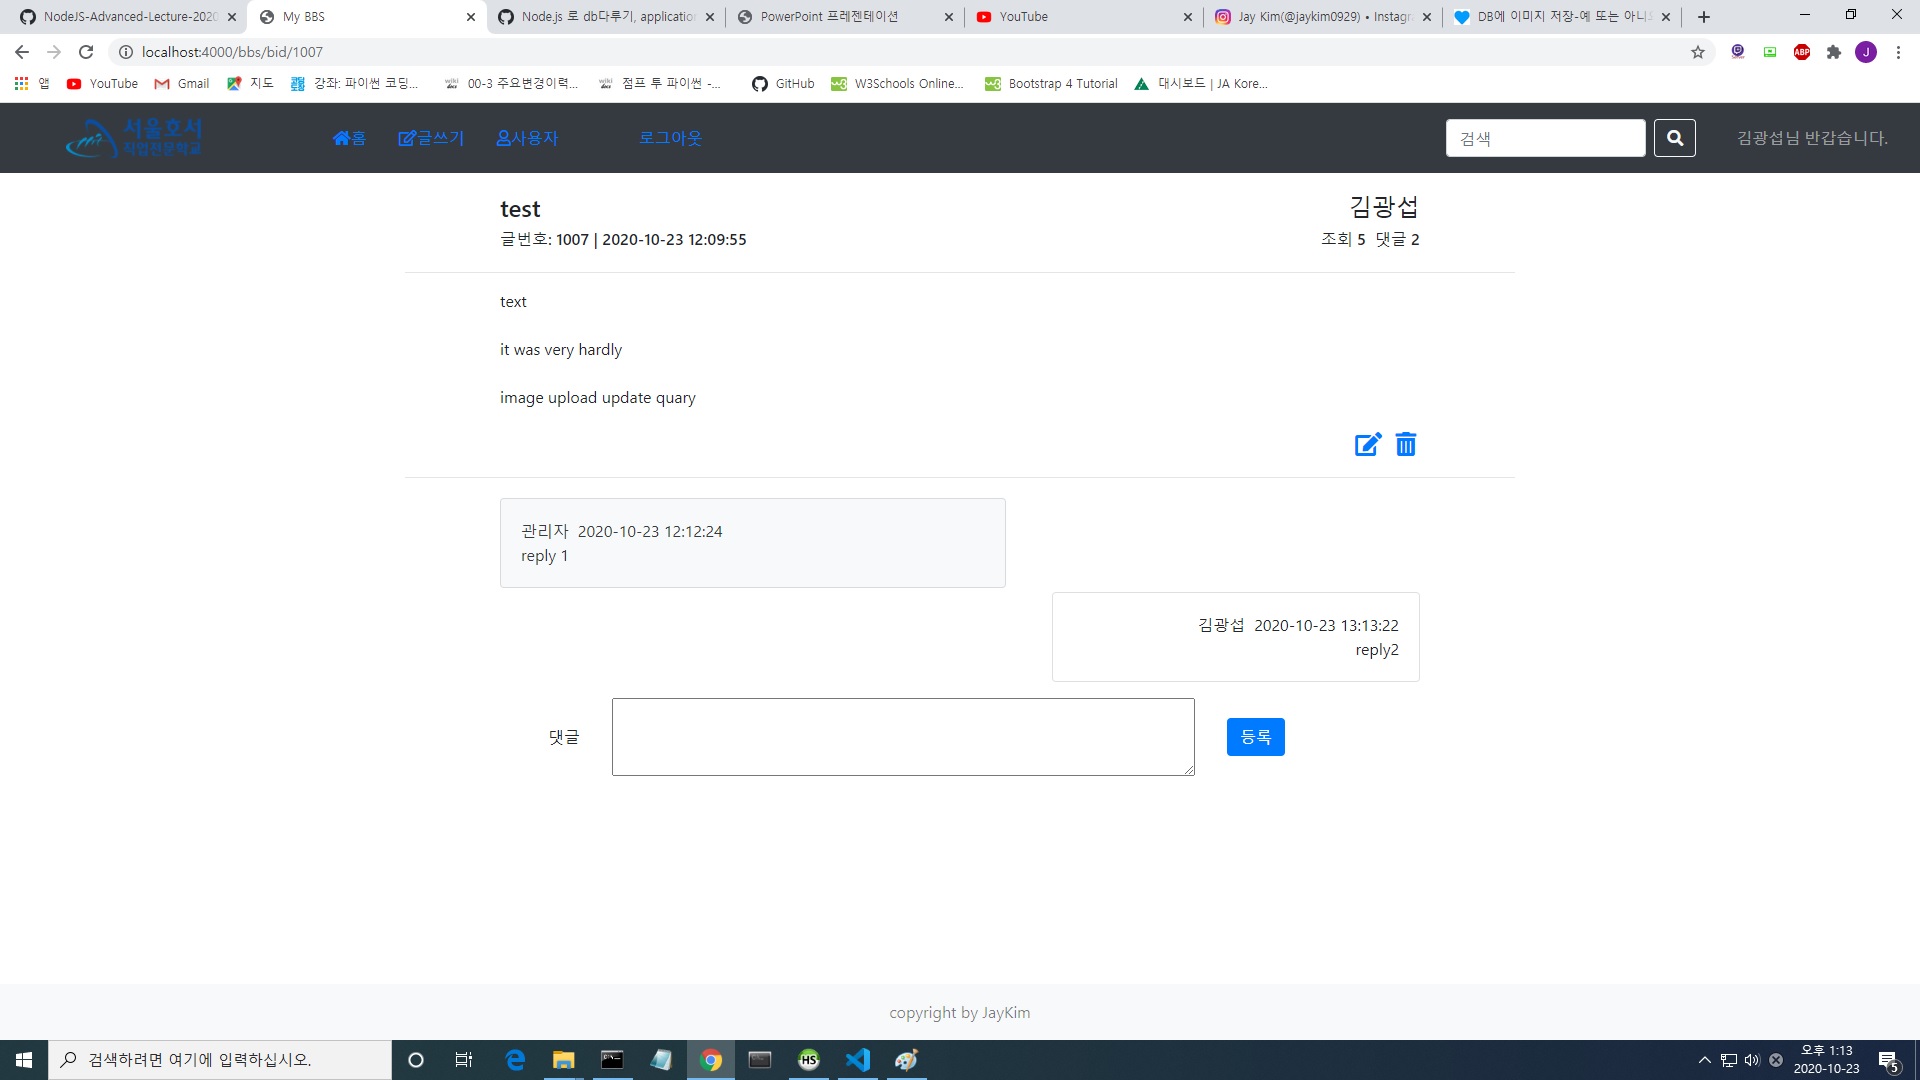 NodeJS-Advanced-Lecture-2020
My BBS
Node.js 로 db다루기, application
PowerPoint 프레젠테이션
YouTube
Jay Kim(@jaykim0929) • Instagr
DB에 이미지 저장-예 또는 아니
localhost:4000/bbs/bid/1007
ABP
J
앱
YouTube
Gmail
지도
강좌: 파이썬 코딩...
wiki
00-3 주요변경이력...
wiki
점프 투 파이썬 -...
GitHub
W3Schools Online...
Bootstrap 4 Tutorial
대시보드 | JA Kore...
서울호서
직업전문학교
홈
글쓰기
사용자
로그아웃
검색
김광섭님 반갑습니다.
test
김광섭
글번호: 1007 | 2020-10-23 12:09:55
조회 5 댓글 2
text
it was very hardly
image upload update quary
관리자 2020-10-23 12:12:24
reply 1
김광섭 2020-10-23 13:13:22
reply2
댓글
등록
copyright by JayKim
검색하려면 여기에 입력하십시오.
HS
오후 1:13
2020-10-23
5